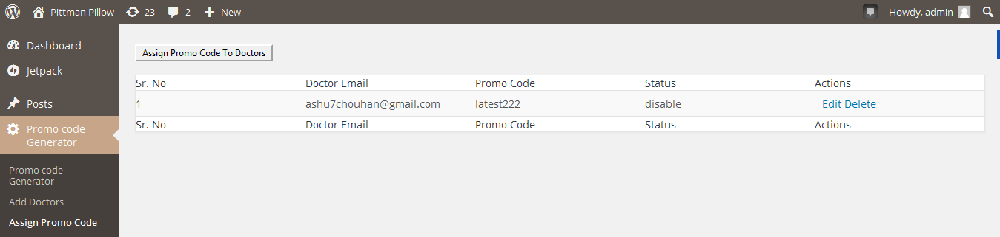 Pittman Pillow 23 2 New Howdy, admin
Dashboard
Jetpack
Posts
Promo code
Generator
Promo code
Generator
Add Doctors
Assign Promo Code
Assign Promo Code To Doctors
Sr. No Doctor Email Promo Code Status Actions
1 ashu7chouhan@gmail.com latest222 disable Edit Delete
Sr. No Doctor Email Promo Code Status Actions